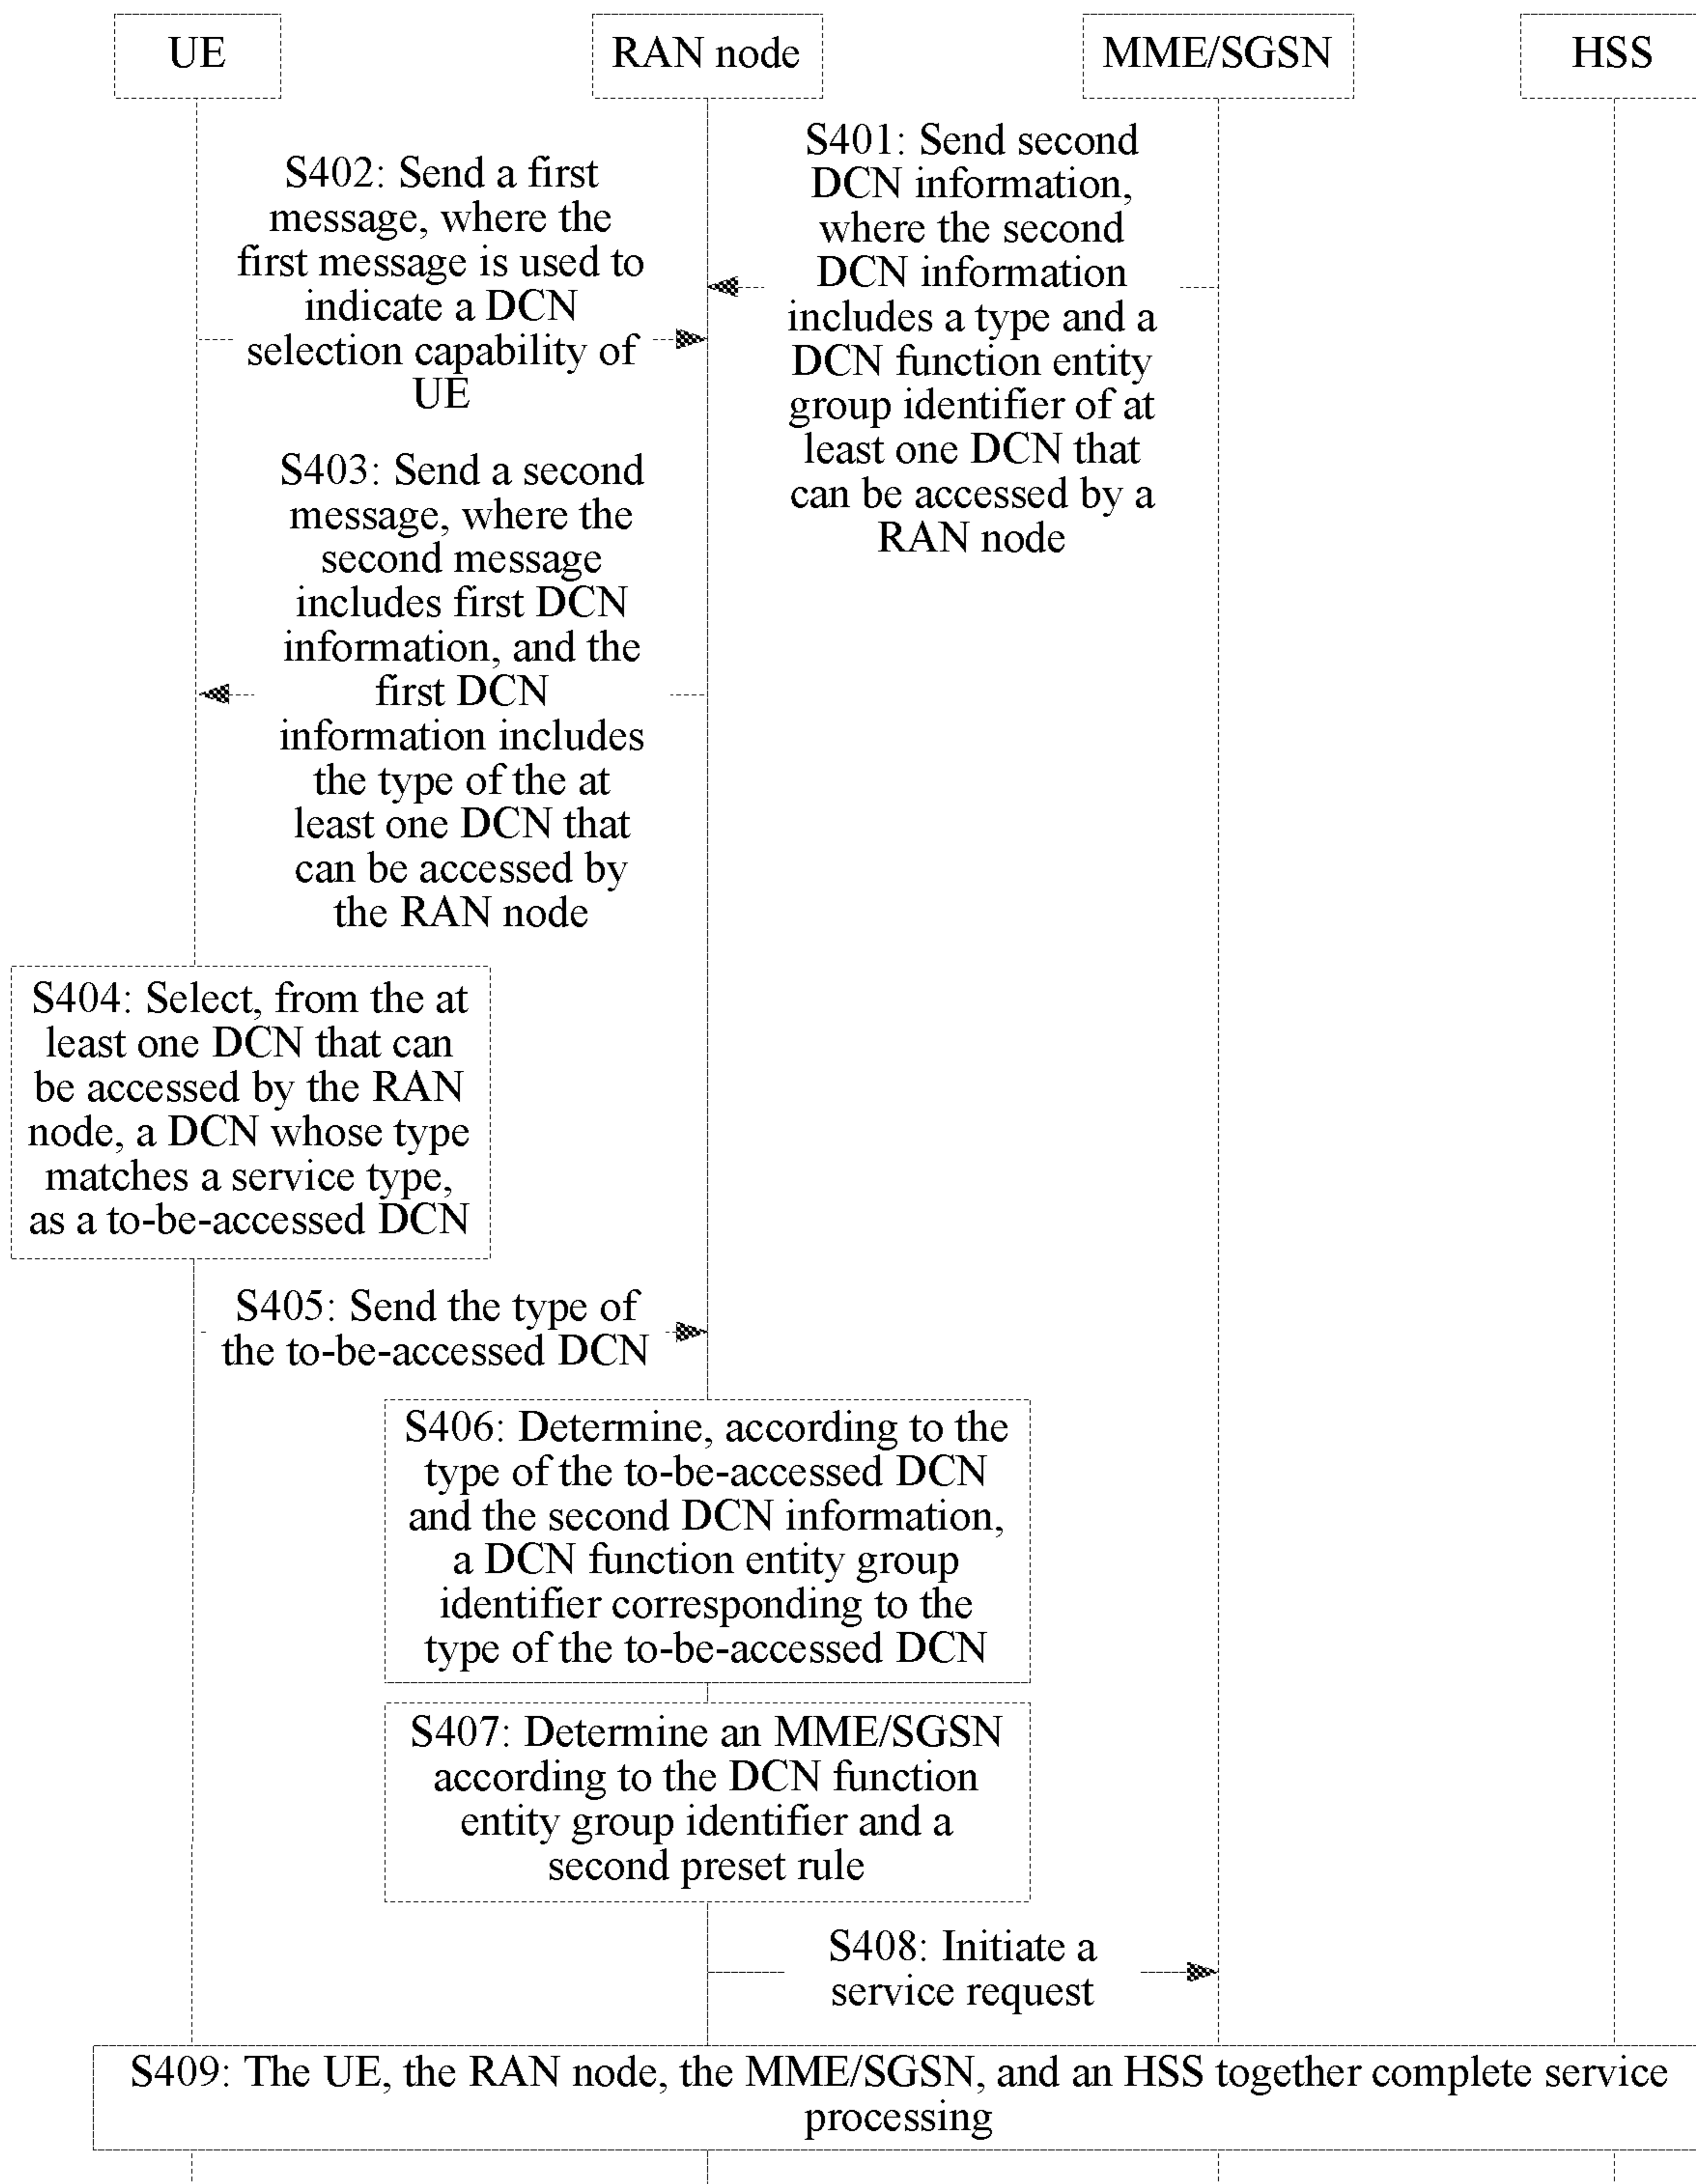 UE
RAN node
MME/SGSN
HSS
S401: Send second
DCN information,
where the second
DCN information
includes a type and a
DCN function entity
group identifier of at
least one DCN that
can be accessed by a
RAN node
S402: Send a first
message, where the
first message is used to
indicate a DCN
selection capability of
UE
S403: Send a second
message, where the
second message
includes first DCN
information, and the
first DCN
information includes
the type of the at
least one DCN that
can be accessed by
the RAN node
S404: Select, from the at
least one DCN that can
be accessed by the RAN
node, a DCN whose type
matches a service type,
as a to-be-accessed DCN
S405: Send the type of
the to-be-accessed DCN
S406: Determine, according to the
type of the to-be-accessed DCN
and the second DCN information,
a DCN function entity group
identifier corresponding to the
type of the to-be-accessed DCN
S407: Determine an MME/SGSN
according to the DCN function
entity group identifier and a
second preset rule
S408: Initiate a
service request
S409: The UE, the RAN node, the MME/SGSN, and an HSS together complete service
processing